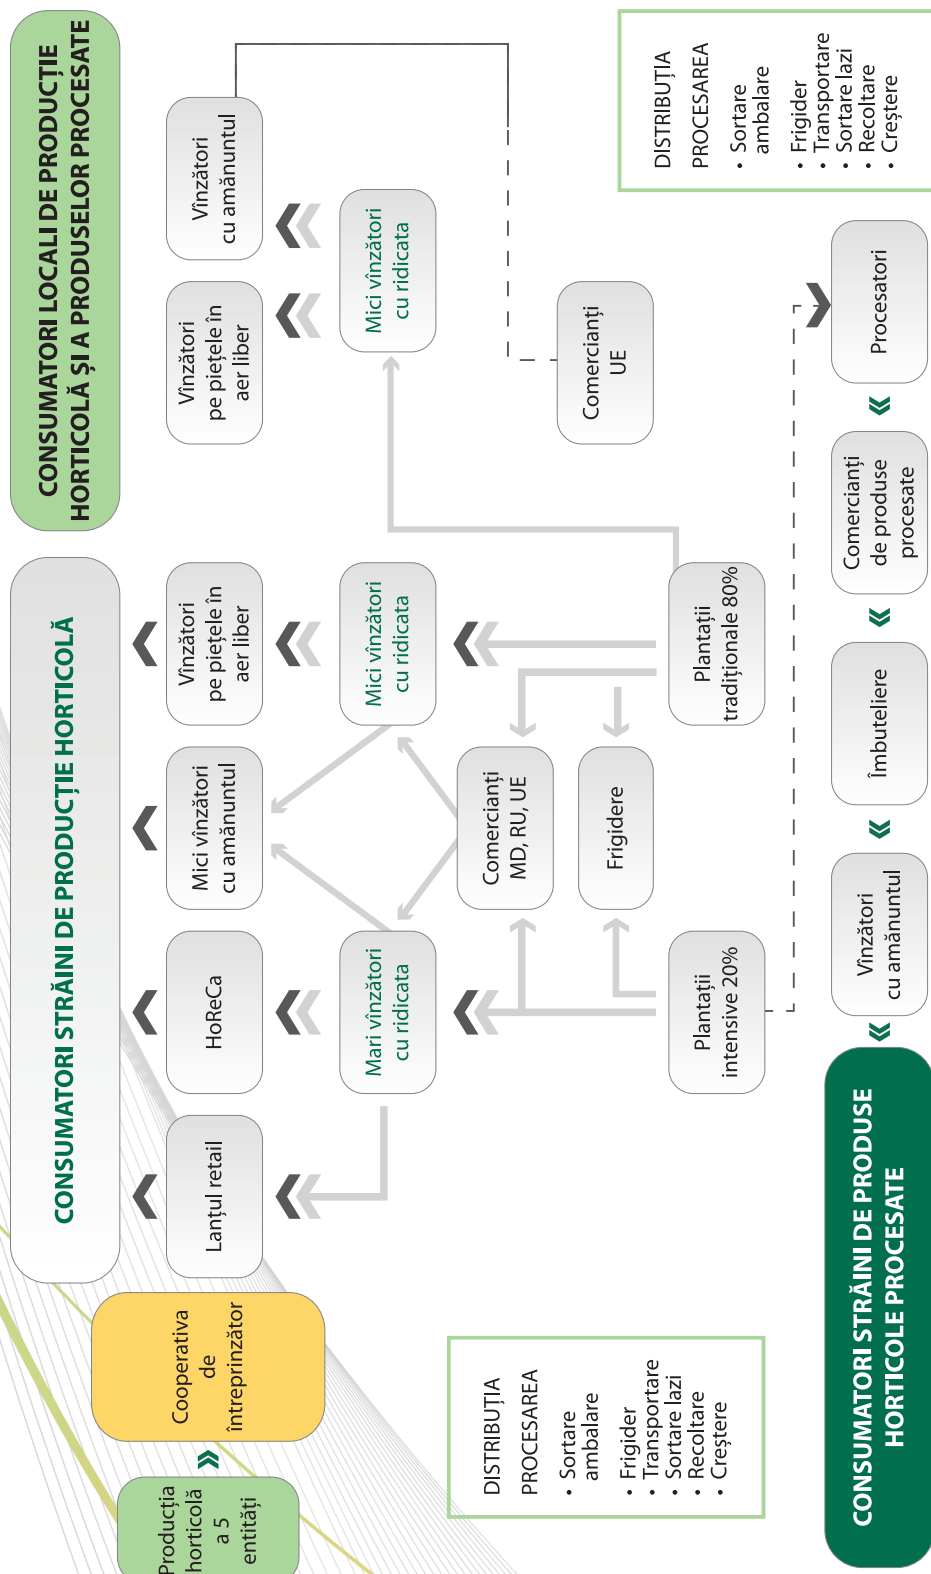 Producția
horticolă
a 5
entități
Cooperativa
de
întreprinzător
CONSUMATORI STRĂINI DE PRODUCȚIE HORTICOLĂ
CONSUMATORI LOCALI DE PRODUCȚIE
HORTICOLĂ ȘI A PRODUSELOR PROCESATE
Lanțul retail
HoReCa
Mici vînzători
cu amănuntul
Vînzători
pe piețele în
aer liber
Vînzători
pe piețele în
aer liber
Vînzători
cu amănuntul
Mari vînzători
cu ridicata
Mici vînzători
cu ridicata
Mici vînzători
cu ridicata
Comercianți
MD, RU, UE
Comercianți
UE
Frigidere
Plantații
intensive 20%
Plantații
tradiționale 80%
DISTRIBUȚIA
PROCESAREA
• Sortare
ambalare
• Frigider
• Transportare
• Sortare lazi
• Recoltare
• Creștere
DISTRIBUȚIA
PROCESAREA
• Sortare
ambalare
• Frigider
• Transportare
• Sortare lazi
• Recoltare
• Creștere
CONSUMATORI STRĂINI DE PRODUSE
HORTICOLE PROCESATE
Vînzători
cu amănuntul
Îmbuteliere
Comercianți
de produse
procesate
Procesatori